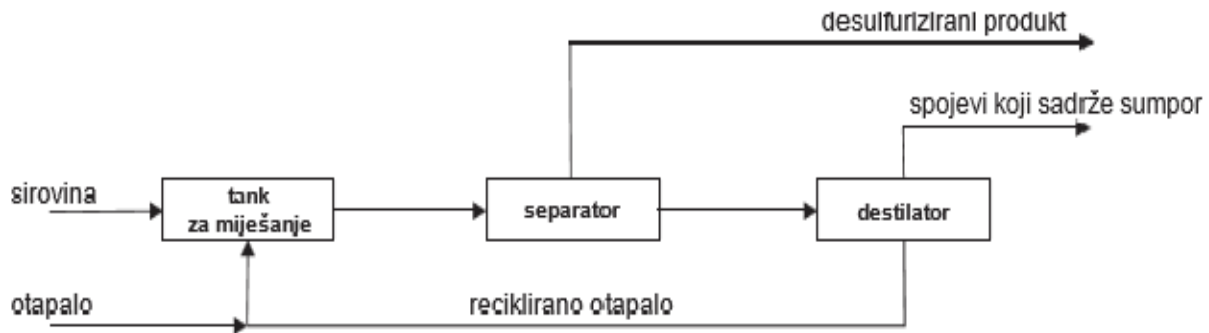 desulfurizirani produkt
spojevi koji sadrže sumpor
sirovina
tank
za miješanje
separator
destilator
otapalo
reciklirano otapalo